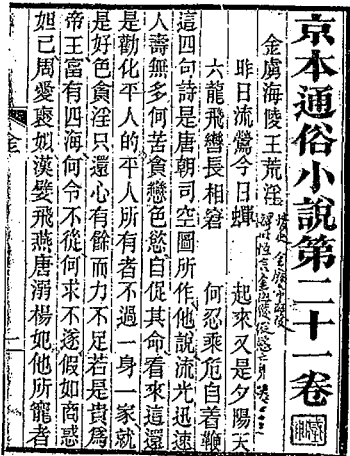 京本通俗小說第二十一卷
金虜海陵王荒淫
昨日流鶯今日蟬　起來又是夕陽天
六龍飛轡長相窘　何忍乘危自着鞭
這四句詩是唐朝司空圖所作他說流光迅速
人壽無多何苦貪戀色慾自促其命看來這還
是勸化平人的平人所有者不過一身一家就
是好色貪淫只還心有餘而力不足若是貴爲
帝王富有四海何令不從何求不遂假如商惑
妲己周愛褒姒漢嬖飛燕唐溺楊妃他所寵者